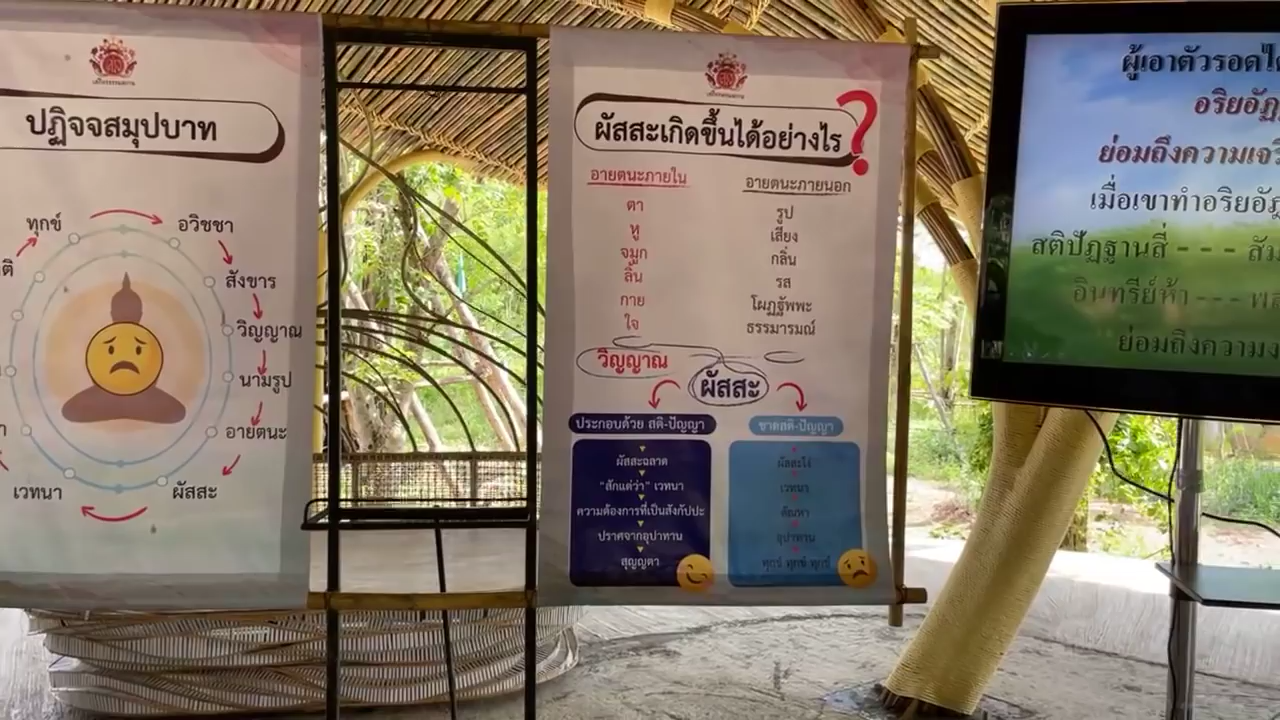 ปฏิจจสมุปบาท
ทุกข์
อวิชชา
สังขาร
วิญญาณ
นามรูป
อายตนะ
ผัสสะ
เวทนา
ผัสสะเกิดขึ้นได้อย่างไร?
อายตนะภายใน
อายตนะภายนอก
ตา
รูป
หู
เสียง
จมูก
กลิ่น
ลิ้น
รส
กาย
โผฏฐัพพะ
ใจ
ธรรมารมณ์
วิญญาณ
ผัสสะ
ประกอบด้วย สติ-ปัญญา
ขาดสติ-ปัญญา
ผัสสะฉลาด
"สักแต่ว่า" เวทนา
ความต้องการที่เป็นสังกัปปะ
ปราศจากอุปาทาน
สุญญตา
ผัสสะโง่
เวทนา
ตัณหา
อุปาทาน
ทุกข์ ทุกข์ ทุกข์
ผู้เอาตัวรอดได้
อริยอัฏ
ย่อมถึงความเจริ
เมื่อเขาทำอริยอัฏ
สติปัฏฐานสี่ - - - สัม
อินทรีย์ห้า - - - พล
ย่อมถึงความ